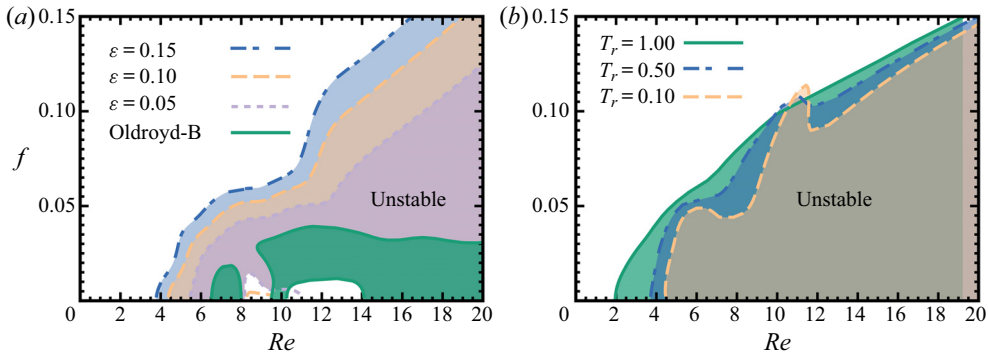 (a)
0.15
0.10
f
0.05
ε = 0.15
ε = 0.10
ε = 0.05
Oldroyd-B
Unstable
0 2 4 6 8 10 12 14 16 18 20
Re
(b)
0.15
0.10
0.05
T_r = 1.00
T_r = 0.50
T_r = 0.10
Unstable
0 2 4 6 8 10 12 14 16 18 20
Re